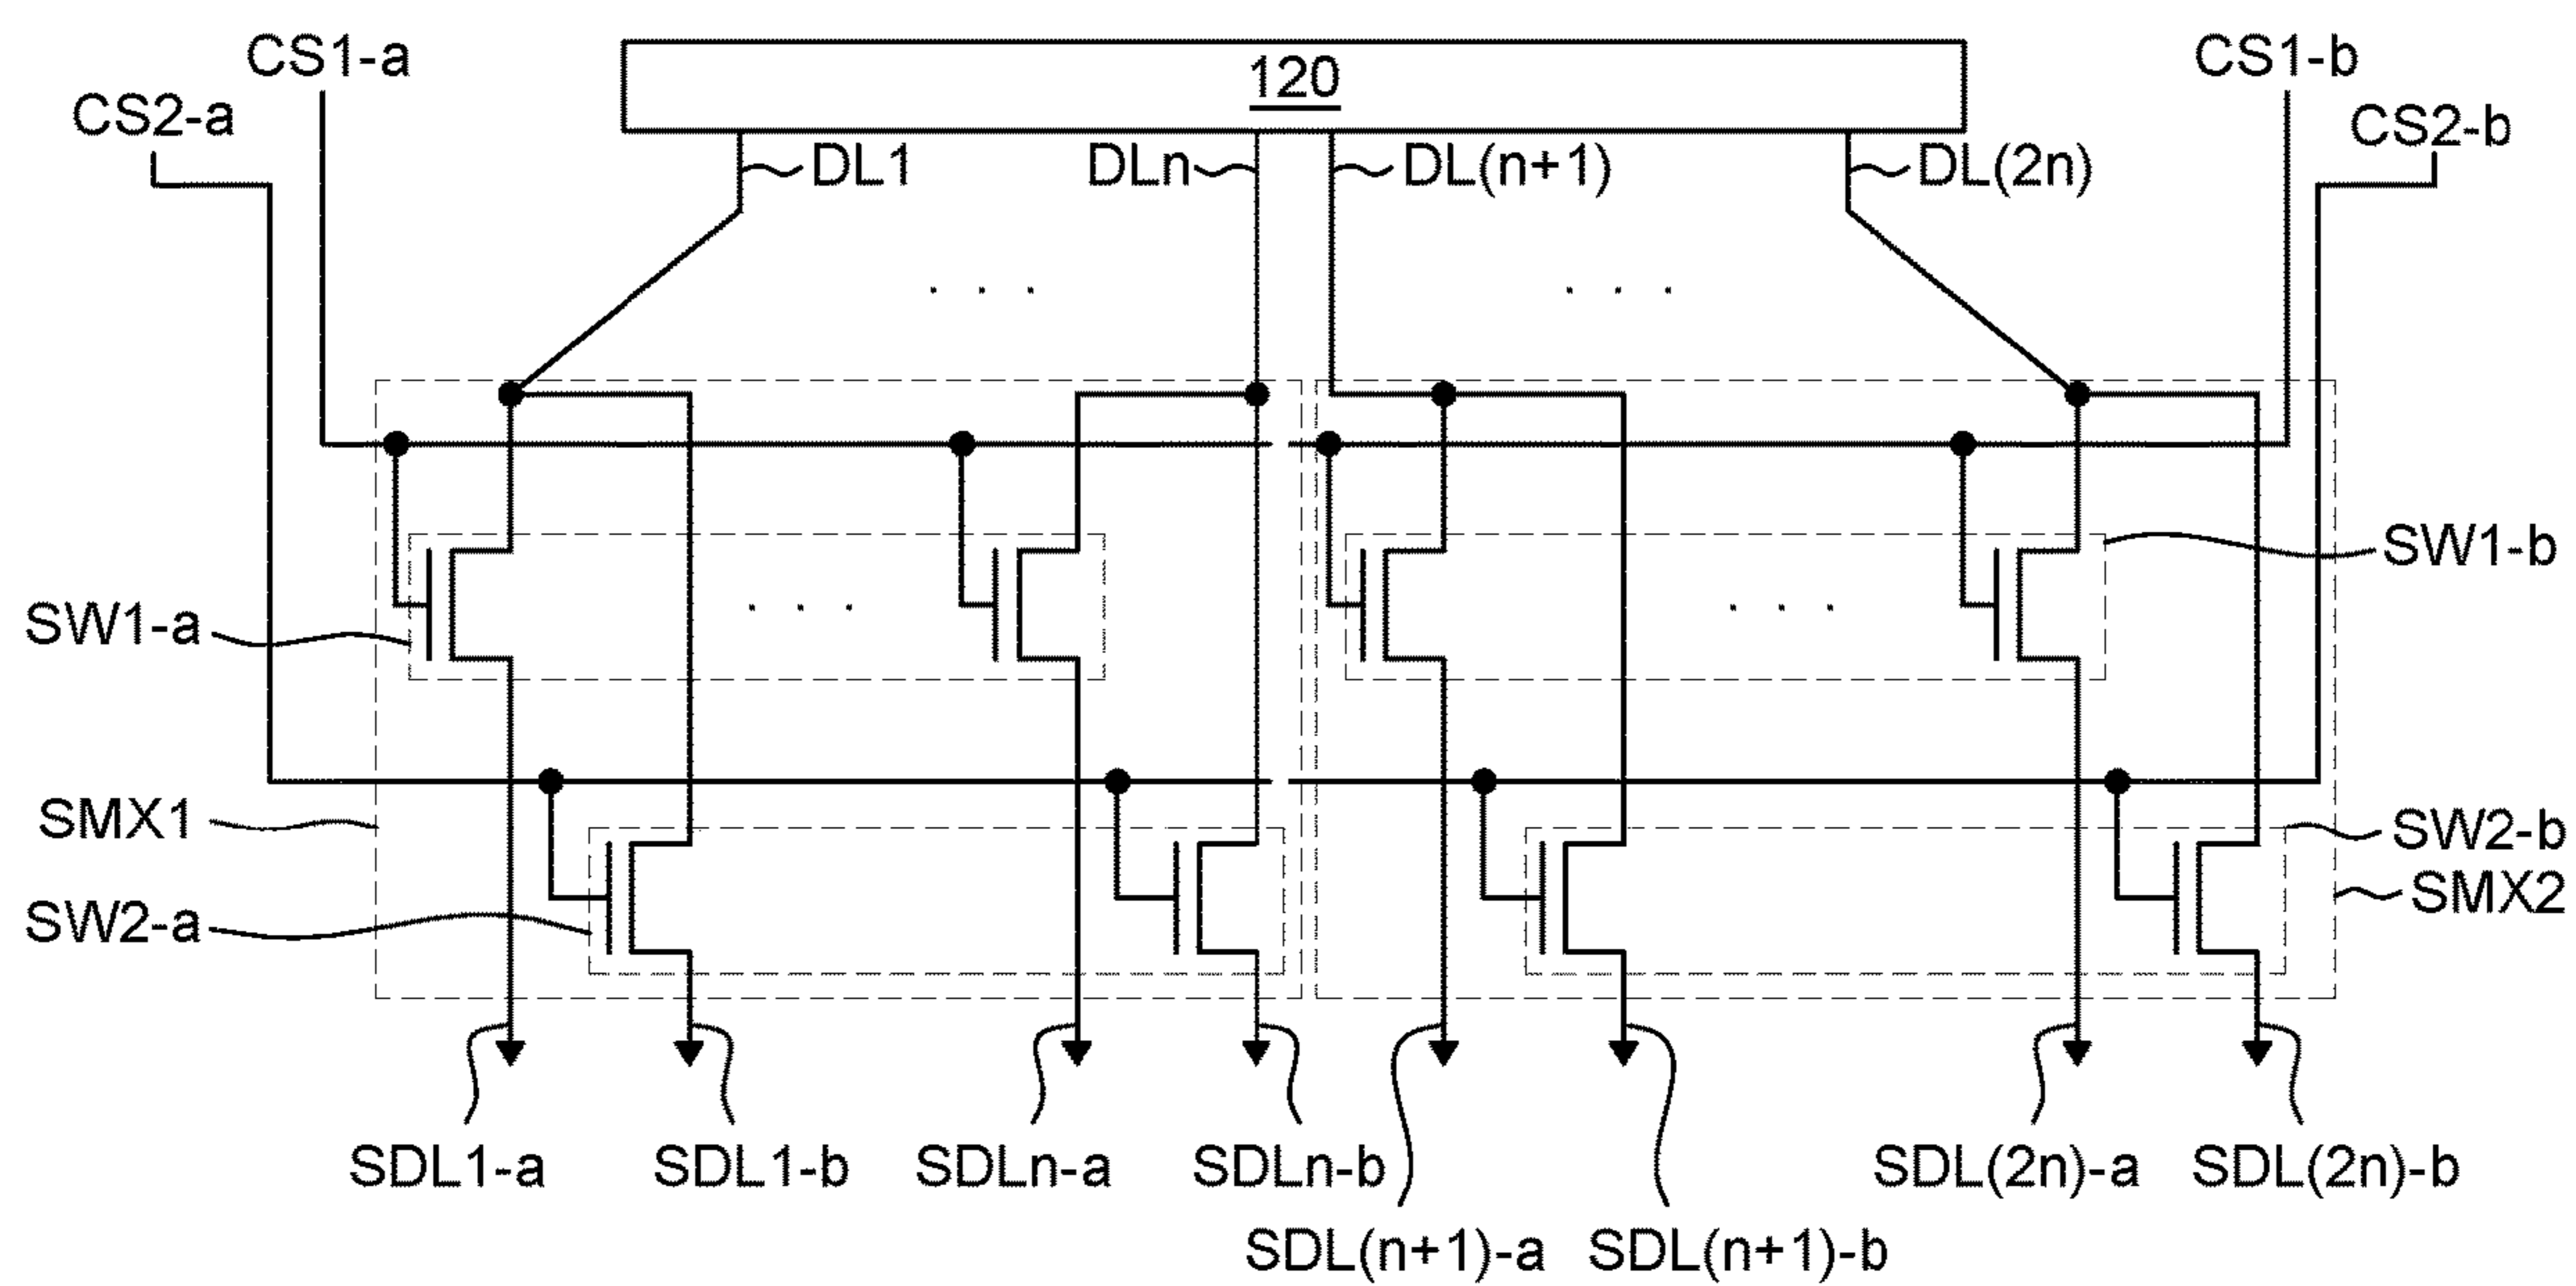 CS1-a
120
CS1-b
CS2-a
CS2-b
DL1
DLn
DL(n+1)
DL(2n)
. . .
. . .
SW1-b
SW1-a
. . .
. . .
SMX1
SW2-b
SMX2
SW2-a
SDL1-a
SDL1-b
SDLn-a
SDLn-b
SDL(2n)-a
SDL(2n)-b
SDL(n+1)-a
SDL(n+1)-b